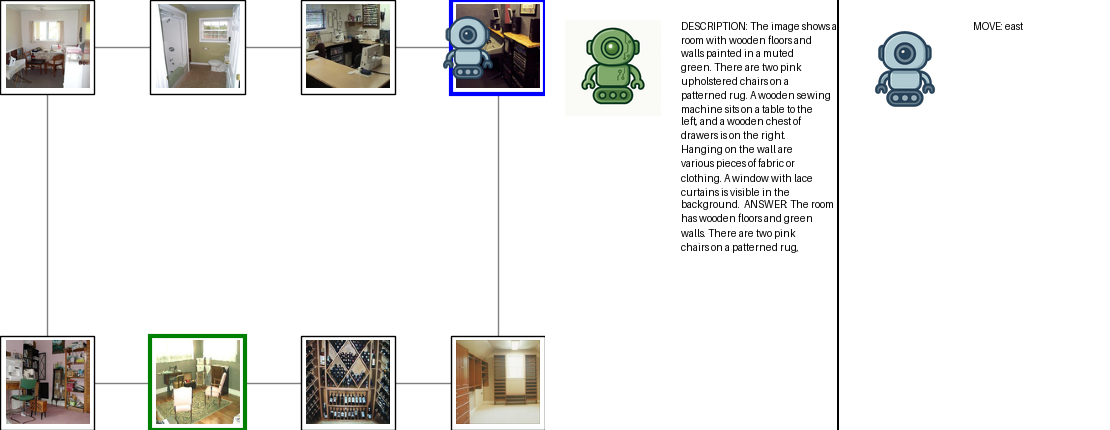 DESCRIPTION: The image shows a
room with wooden floors and
walls painted in a muted
green. There are two pink
upholstered chairs on a
patterned rug. A wooden sewing
machine sits on a table to the
left, and a wooden chest of
drawers is on the right.
Hanging on the wall are
various pieces of fabric or
clothing. A window with lace
curtains is visible in the
background. ANSWER: The room
has wooden floors and green
walls. There are two pink
chairs on a patterned rug,
MOVE: east